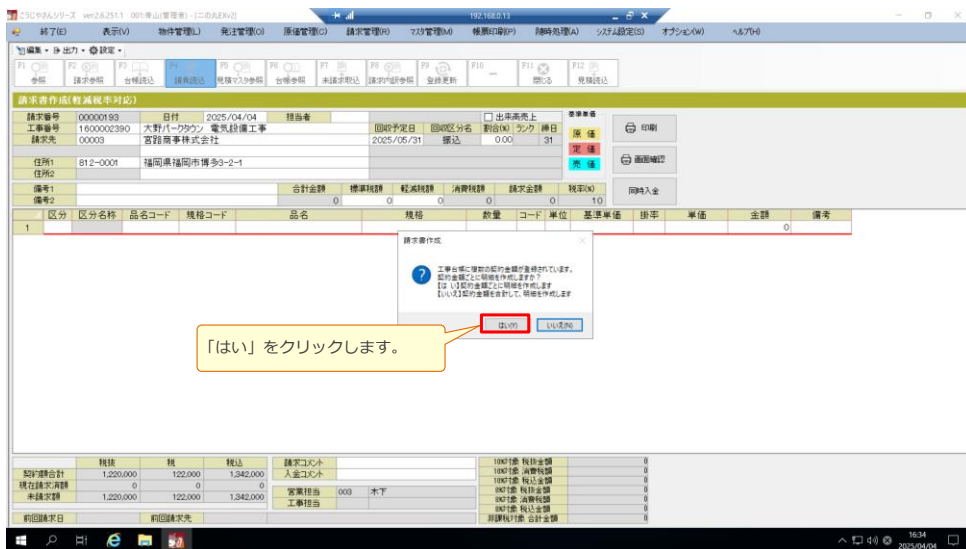 こうじやさんシリーズ ver:2.6.251.1 001:青山(管理者) - [二の丸EXv2]
192.168.0.13
終了(E) 表示(V) 物件管理(L) 発注管理(O) 原価管理(C) 請求管理(R) マスタ管理(M) 帳票印刷(P) 随時処理(A) システム設定(S) オプション(W) ヘルプ(H)
編集 出力 設定
F1 F2 F3 F4 F5 F6 F7 F8 F9 F10 F11 F12
参照 請求参照 台帳読込 請負読込 見積マスタ参照 台帳参照 未請求取込 請求内訳参照 登録更新 閉じる 見積読込
請求書作成(軽減税率対応)
請求番号 00000193 日付 2025/04/04 担当者 出来高売上 基準単価
工事番号 1600002390 大野パークタウン 電気設備工事 回収予定日 回収区分名 割合(%) ランク 締日 原価 印刷
請求先 00003 宮路商事株式会社 2025/05/31 振込 0.00 31
定価
住所1 812-0001 福岡県福岡市博多3-2-1 売価 画面確認
住所2
備考1 合計金額 標準税額 軽減税額 消費税額 請求金額 税率(%) 同時入金
備考2 0 0 0 0 0 10
区分 区分名称 品名コード 規格コード 品名 規格 数量 コード 単位 基準単価 掛率 単価 金額 備考
1 0
請求書作成
工事台帳に複数の契約金額が登録されています。
契約金額ごとに明細を作成しますか?
【はい】契約金額ごとに明細を作成します
【いいえ】契約金額を合計して、明細を作成します
はい(Y) いいえ(N)
「はい」をクリックします。
税抜 税 税込 請求コメント 10%対象 税抜金額 0
契約額合計 1,220,000 122,000 1,342,000 入金コメント 10%対象 消費税額 0
現在請求済額 0 0 0 10%対象 税込金額 0
未請求額 1,220,000 122,000 1,342,000 営業担当 003 木下 8%対象 税抜金額 0
工事担当 8%対象 消費税額 0
8%対象 税込金額 0
前回請求日 前回請求先 非課税対象 合計金額 0
16:34
2025/04/04